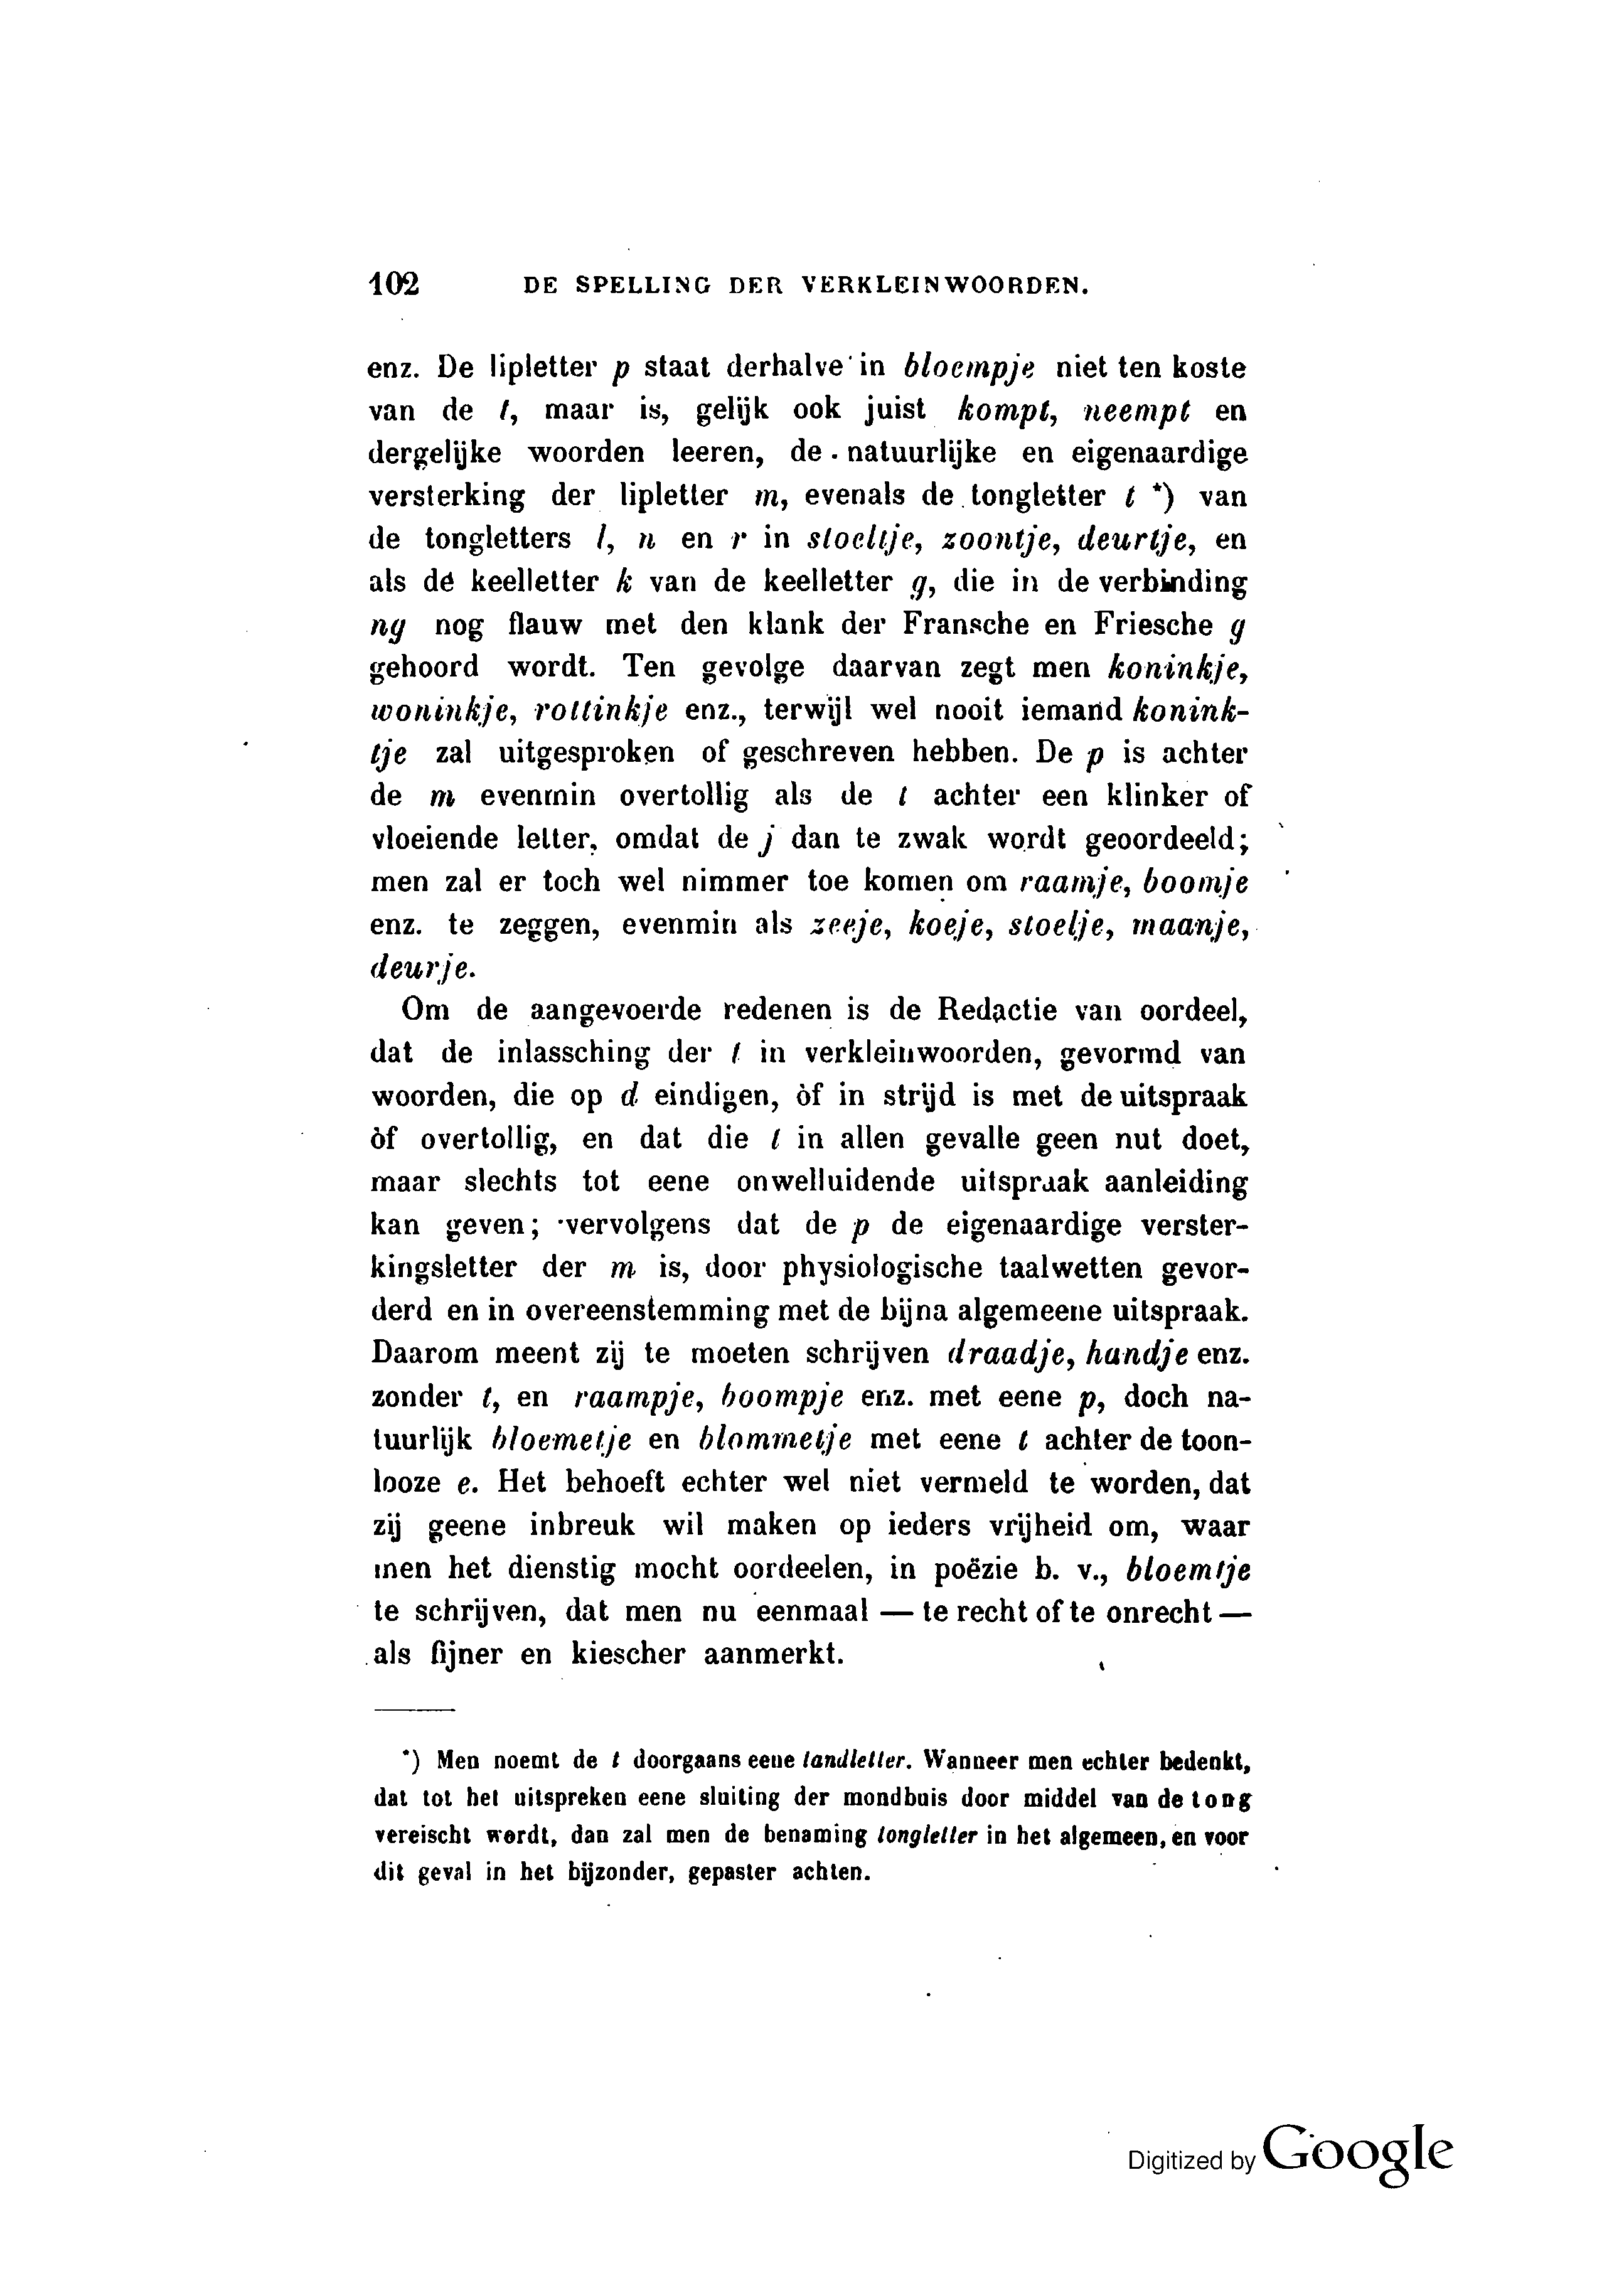 102 DE SPELLING DER VERKLEINWOORDEN.
enz. De lipletter p staat derhalve in bloempje niet ten koste
van de t, maar is, gelijk ook juist kompt, neempt en
dergelijke woorden leeren, de natuurlijke en eigenaardige
versterking der lipletter m, evenals de tongletter t *) van
de tongletters l, n en r in stoeltje, zoontje, deurtje, en
als de keelletter k van de keelletter g, die in de verbinding
ng nog flauw met den klank der Fransche en Friesche g
gehoord wordt. Ten gevolge daarvan zegt men koninkje,
woninkje, rottinkje enz., terwijl wel nooit iemand konink-
tje zal uitgesproken of geschreven hebben. De p is achter
de m evenmin overtollig als de t achter een klinker of
vloeiende letter, omdat de j dan te zwak wordt geoordeeld;
men zal er toch wel nimmer toe komen om raamje, boomje
enz. te zeggen, evenmin als zeeje, koeje, stoelje, maanje,
deurje.
Om de aangevoerde redenen is de Redactie van oordeel,
dat de inlassching der t in verkleinwoorden, gevormd van
woorden, die op d eindigen, òf in strijd is met de uitspraak
òf overtollig, en dat die t in allen gevalle geen nut doet,
maar slechts tot eene onwelluidende uitspraak aanleiding
kan geven; vervolgens dat de p de eigenaardige verster-
kingsletter der m is, door physiologische taalwetten gevor-
derd en in overeenstemming met de bijna algemeene uitspraak.
Daarom meent zij te moeten schrijven draadje, handje enz.
zonder t, en raampje, boompje enz. met eene p, doch na-
tuurlijk bloemetje en blommetje met eene t achter de toon-
looze e. Het behoeft echter wel niet vermeld te worden, dat
zij geene inbreuk wil maken op ieders vrijheid om, waar
men het dienstig mocht oordeelen, in poëzie b. v., bloemtje
te schrijven, dat men nu eenmaal — te recht of te onrecht —
als fijner en kiescher aanmerkt.
*) Men noemt de t doorgaans eene tandletter. Wanneer men echter bedenkt,
dat tot het uitspreken eene sluiting der mondbuis door middel van de tong
vereischt wordt, dan zal men de benaming tongletter in het algemeen, en voor
dit geval in het bijzonder, gepaster achten.
Digitized by Google